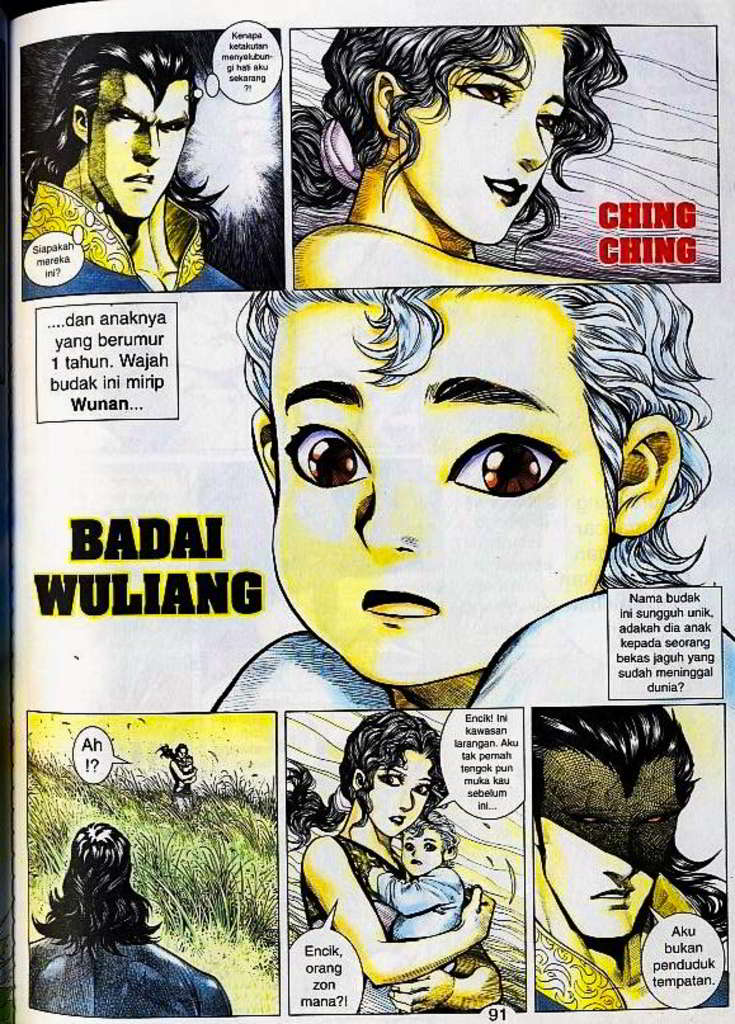 Kenapa
ketakutan
menyelubun-
gi hati aku
sekarang
?!
Siapakah
mereka
ini?
CHING
CHING
....dan anaknya
yang berumur
1 tahun. Wajah
budak ini mirip
Wunan...
BADAI
WULIANG
Nama budak
ini sungguh unik,
adakah dia anak
kepada seorang
bekas jaguh yang
sudah meninggal
dunia?
Ah
!?
Encik! Ini
kawasan
larangan. Aku
tak pernah
tengok pun
muka kau
sebelum
ini...
Encik,
orang
zon
mana?!
Aku
bukan
penduduk
tempatan.
91